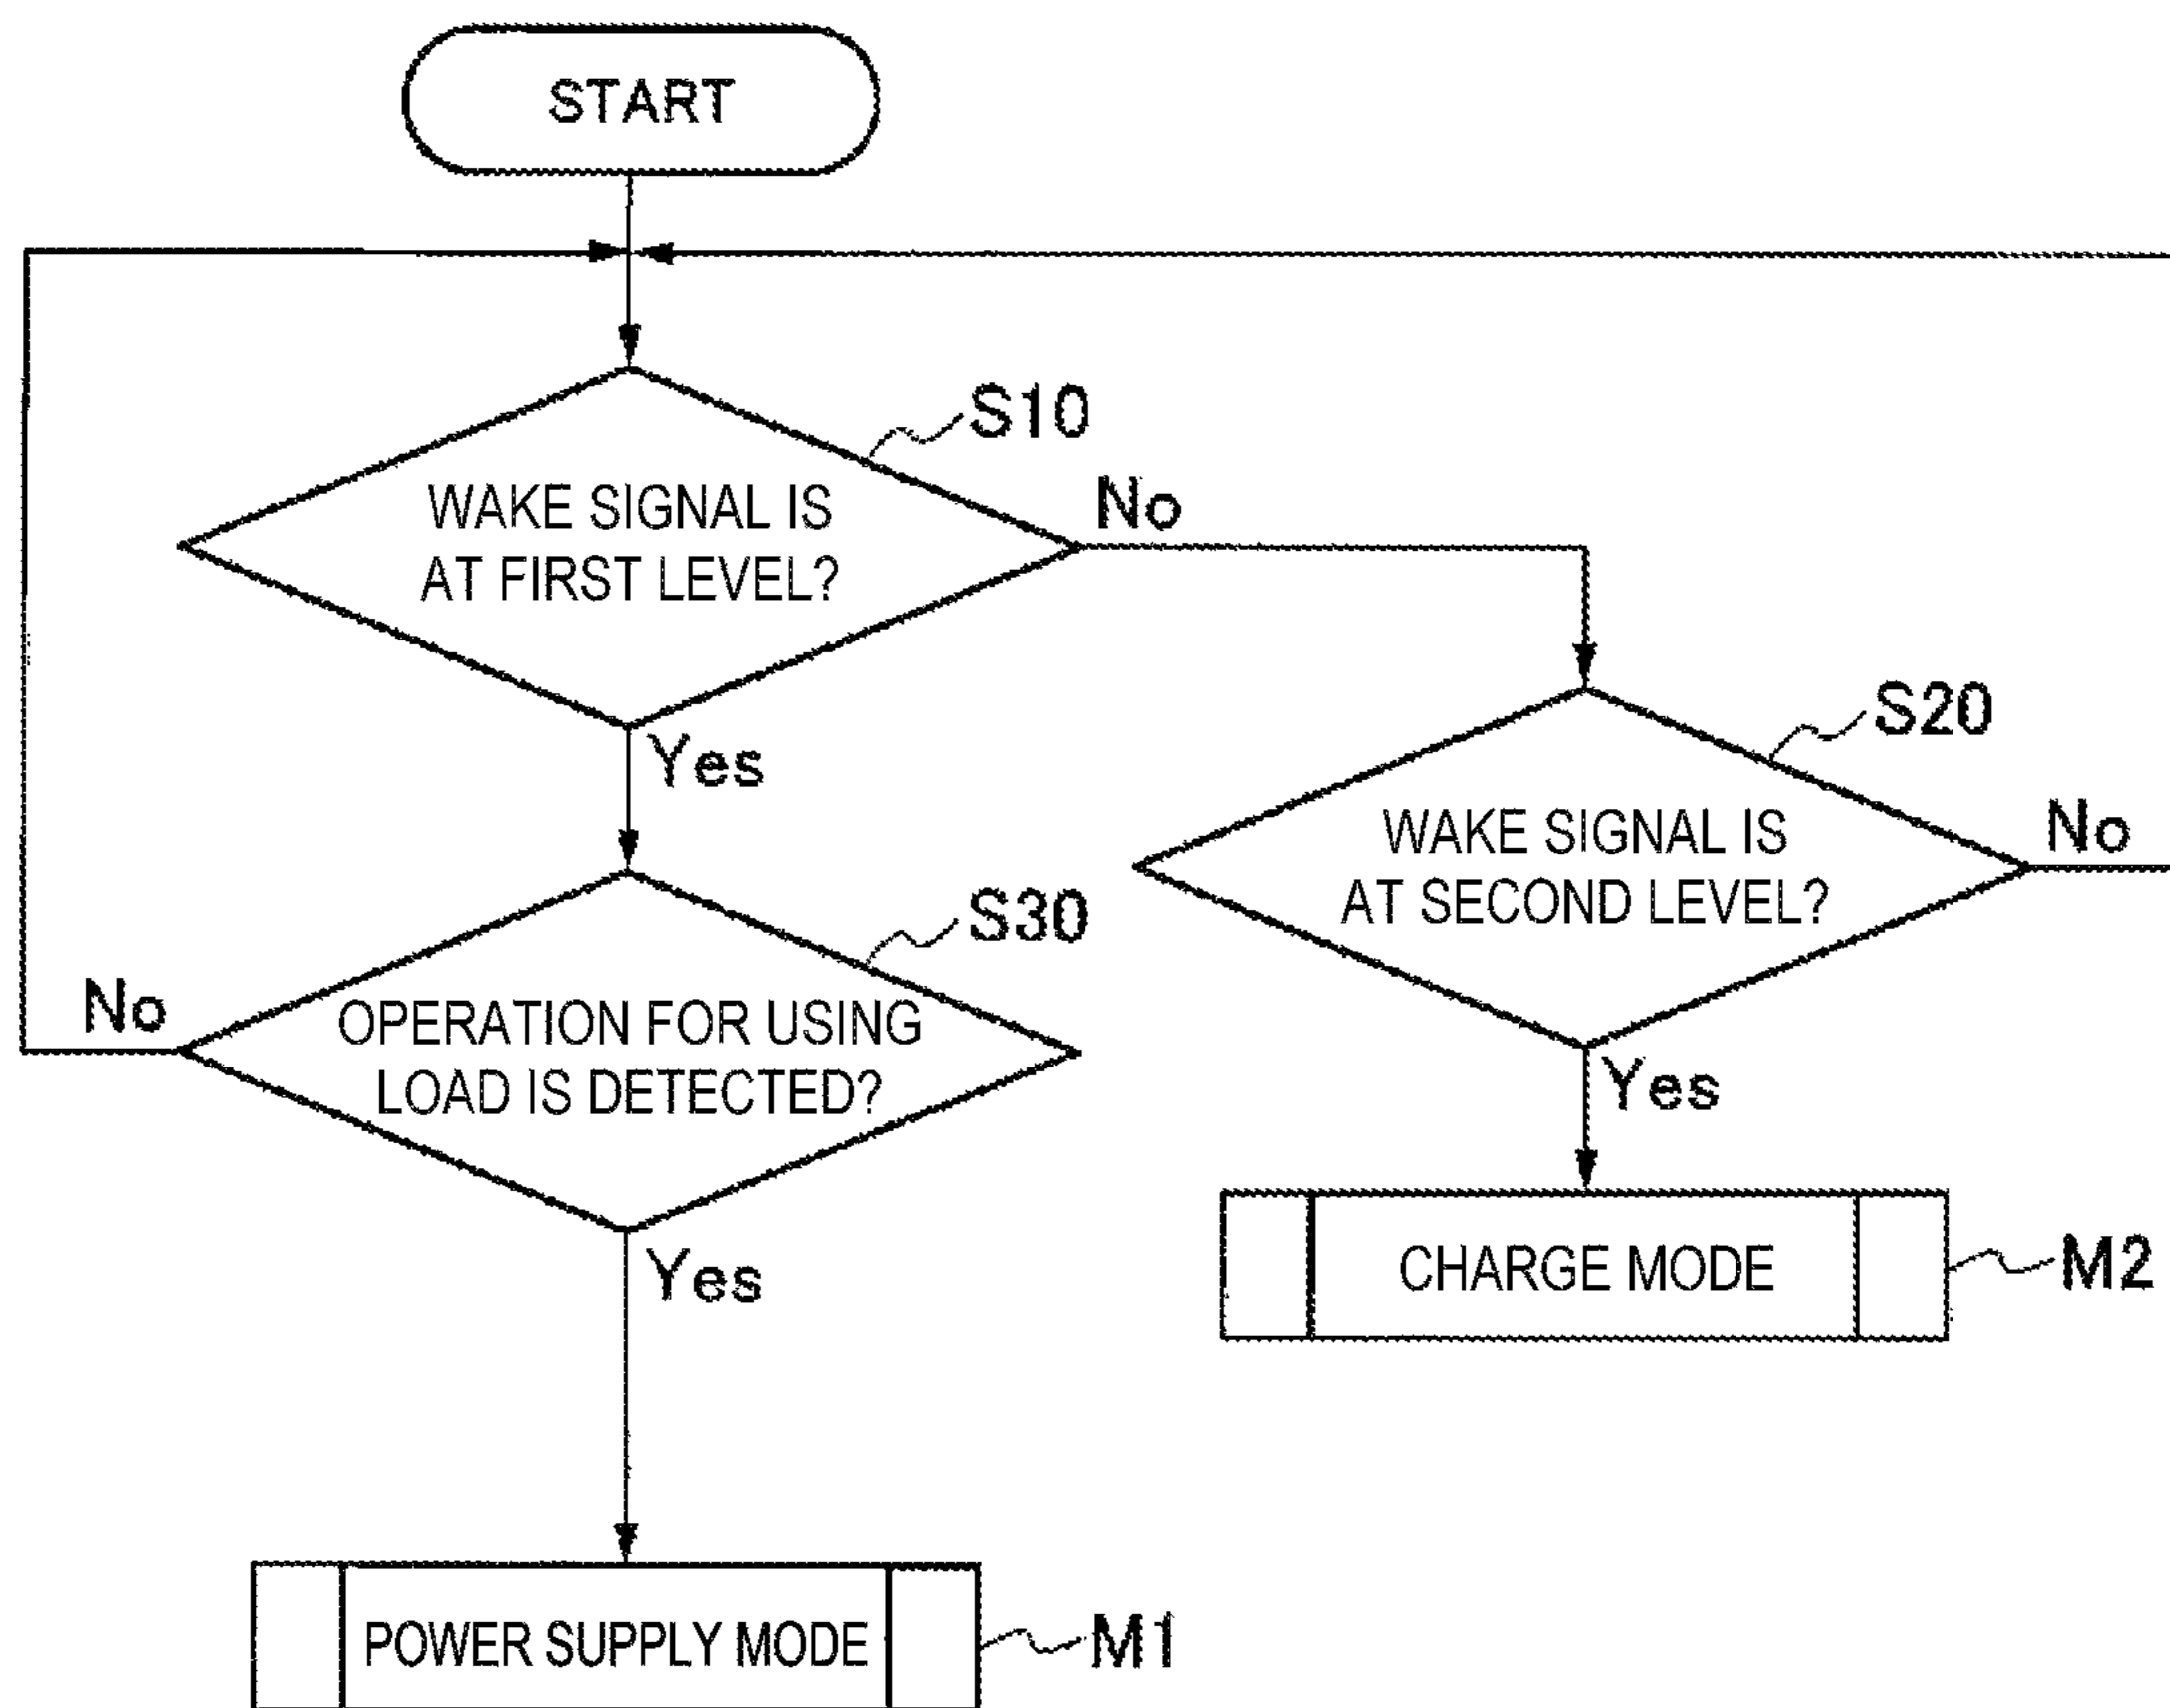 START
S10
WAKE SIGNAL IS
AT FIRST LEVEL?
No
Yes
S20
WAKE SIGNAL IS
AT SECOND LEVEL?
No
Yes
S30
OPERATION FOR USING
LOAD IS DETECTED?
No
Yes
CHARGE MODE
M2
POWER SUPPLY MODE
M1